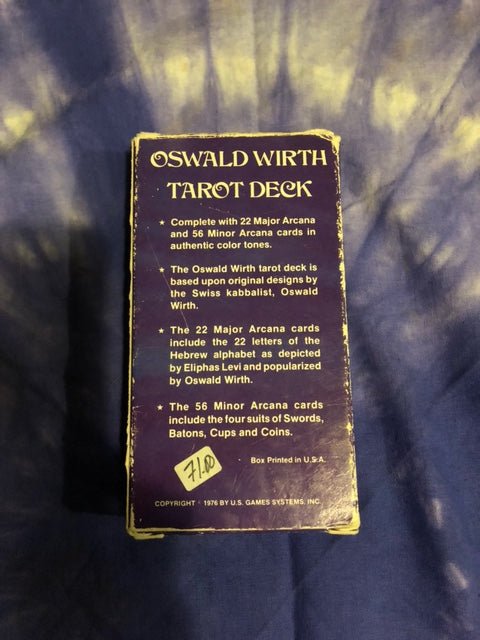 OSWALD WIRTH
TAROT DECK
★ Complete with 22 Major Arcana
and 56 Minor Arcana cards in
authentic color tones.
★ The Oswald Wirth tarot deck is
based upon original designs by
the Swiss kabbalist, Oswald
Wirth.
★ The 22 Major Arcana cards
include the 22 letters of the
Hebrew alphabet as depicted
by Eliphas Levi and popularized
by Oswald Wirth.
★ The 56 Minor Arcana cards
include the four suits of Swords,
Batons, Cups and Coins.
71.00
Box Printed in U.S.A.
COPYRIGHT © 1976 BY U.S. GAMES SYSTEMS, INC.